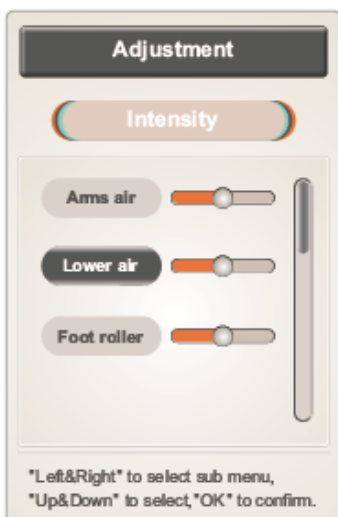 Adjustment
Intensity
Arms air
Lower air
Foot roller
"Left&Right" to select sub menu,
"Up&Down" to select,"OK" to confirm.